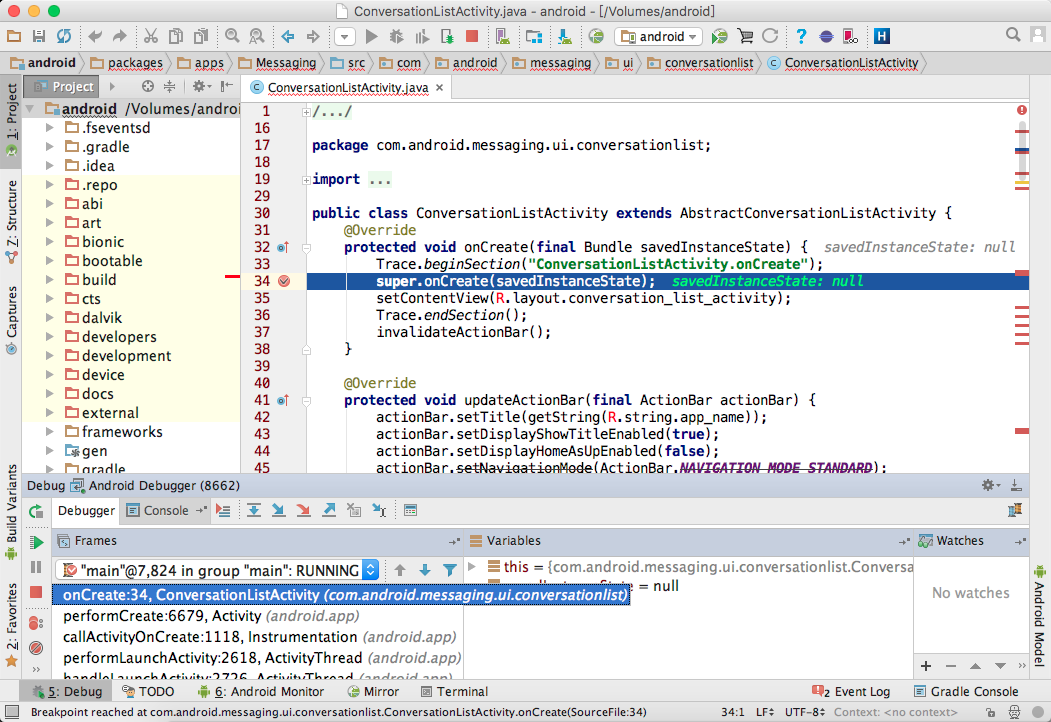 ConversationListActivity.java - android - [/Volumes/android]
android
?
H
android packages apps Messaging src com android messaging ui conversationlist ConversationListActivity
1: Project
Z: Structure
Captures
Build Variants
2: Favorites
Project
android /Volumes/androi
.fseventsd
.gradle
.idea
.repo
abi
art
bionic
bootable
build
cts
dalvik
developers
development
device
docs
external
frameworks
gen
gradle
ConversationListActivity.java ×
1 /.../
16
17 package com.android.messaging.ui.conversationlist;
18
19 import ...
29
30 public class ConversationListActivity extends AbstractConversationListActivity {
31 @Override
32 protected void onCreate(final Bundle savedInstanceState) { savedInstanceState: null
33 Trace.beginSection("ConversationListActivity.onCreate");
34 super.onCreate(savedInstanceState); savedInstanceState: null
35 setContentView(R.layout.conversation_list_activity);
36 Trace.endSection();
37 invalidateActionBar();
38 }
39
40 @Override
41 protected void updateActionBar(final ActionBar actionBar) {
42 actionBar.setTitle(getString(R.string.app_name));
43 actionBar.setDisplayShowTitleEnabled(true);
44 actionBar.setDisplayHomeAsUpEnabled(false);
45 actionBar.setNavigationMode(ActionBar.NAVIGATION_MODE_STANDARD);
Debug Android Debugger (8662)
Debugger Console
Frames
"main"@7,824 in group "main": RUNNING
onCreate:34, ConversationListActivity (com.android.messaging.ui.conversationlist)
performCreate:6679, Activity (android.app)
callActivityOnCreate:1118, Instrumentation (android.app)
performLaunchActivity:2618, ActivityThread (android.app)
handleLaunchActivity:2726, ActivityThread (android.app)
Variables
this = {com.android.messaging.ui.conversationlist.Conversa
= null
Watches
No watches
Android Model
5: Debug TODO 6: Android Monitor Mirror Terminal 2 Event Log Gradle Console
Breakpoint reached at com.android.messaging.ui.conversationlist.ConversationListActivity.onCreate(SourceFile:34) 34:1 LF÷ UTF-8÷ Context: <no context>